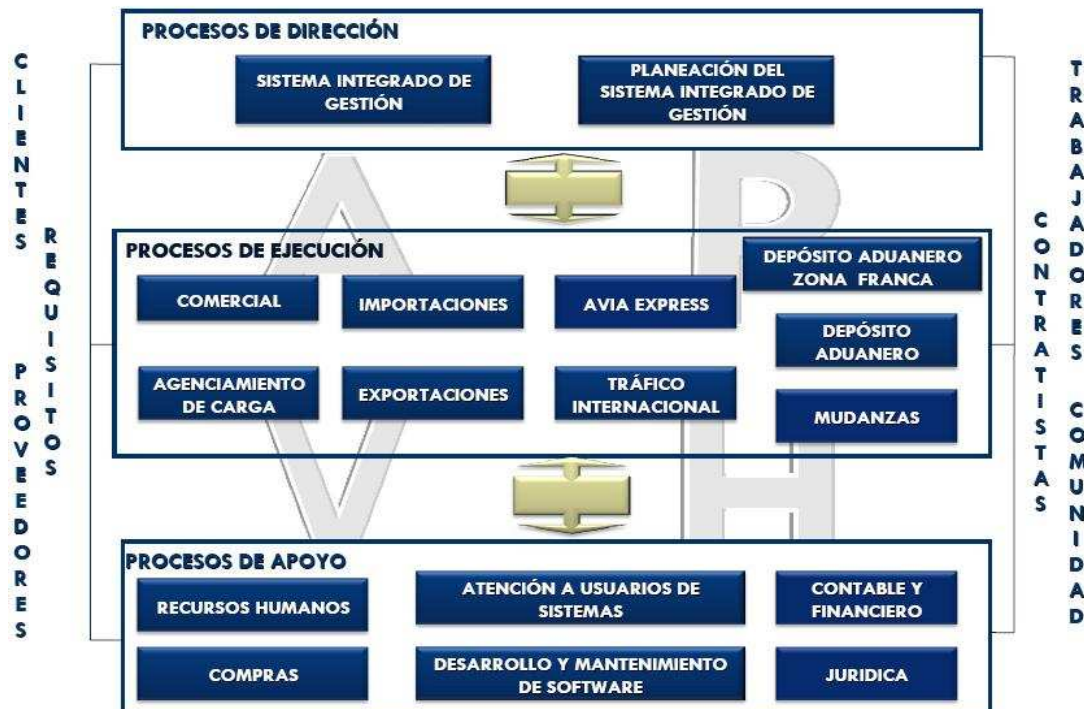 PROCESOS DE DIRECCIÓN
SISTEMA INTEGRADO DE
GESTIÓN
PLANEACIÓN DEL
SISTEMA INTEGRADO DE
GESTIÓN
CLIENTES
PROVEEDORES
REQUISITOS
A
P
V
H
PROCESOS DE EJECUCIÓN
COMERCIAL
IMPORTACIONES
AVIA EXPRESS
DEPÓSITO ADUANERO
ZONA FRANCA
DEPÓSITO
ADUANERO
AGENCIAMIENTO
DE CARGA
EXPORTACIONES
TRÁFICO
INTERNACIONAL
MUDANZAS
PROCESOS DE APOYO
RECURSOS HUMANOS
ATENCIÓN A USUARIOS DE
SISTEMAS
CONTABLE Y
FINANCIERO
COMPRAS
DESARROLLO Y MANTENIMIENTO
DE SOFTWARE
JURIDICA
CONTRATISTAS
TRABAJADORES
COMUNIDAD